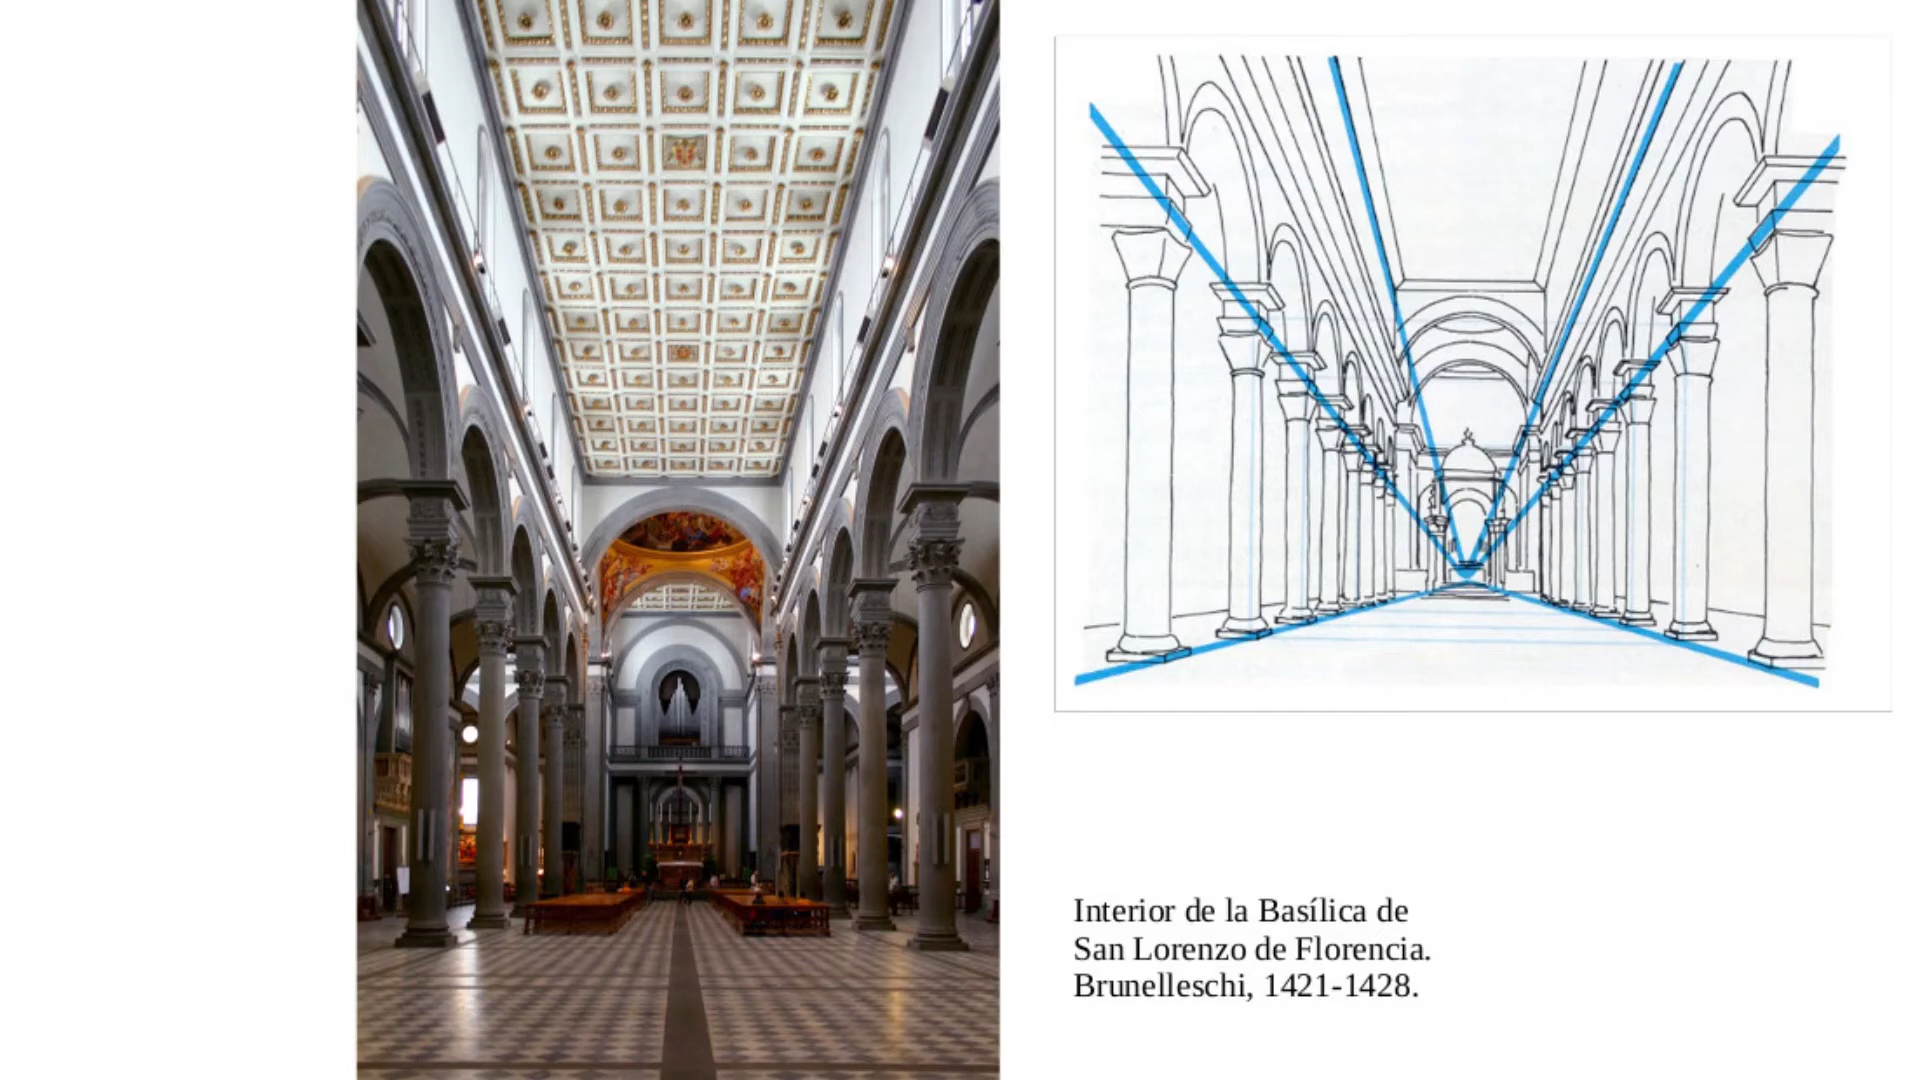 Interior de la Basílica de
San Lorenzo de Florencia.
Brunelleschi, 1421-1428.